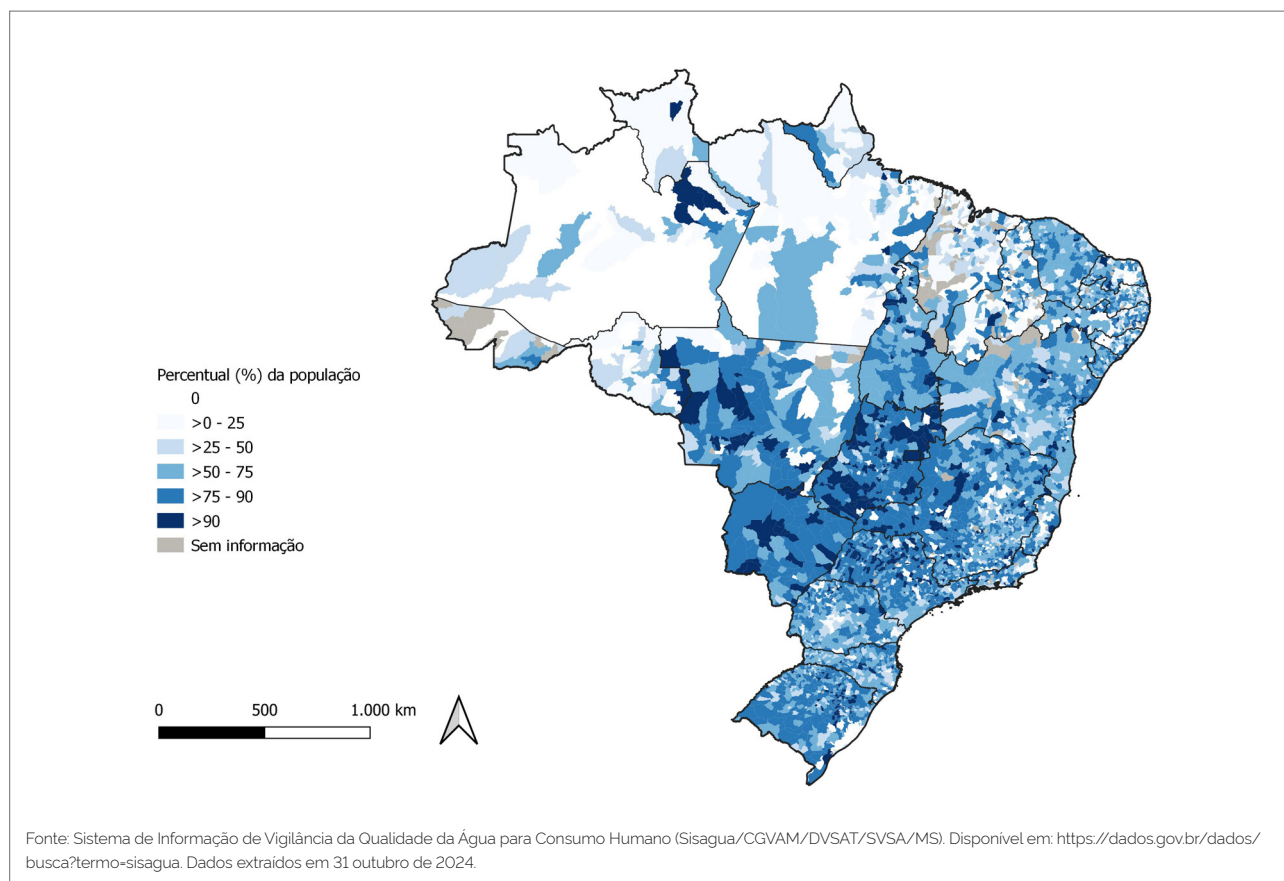 Percentual (%) da população
0
>0 - 25
>25 - 50
>50 - 75
>75 - 90
>90
Sem informação
0 500 1.000 km
Fonte: Sistema de Informação de Vigilância da Qualidade da Água para Consumo Humano (Sisagua/CGVAM/DVSAT/SVSA/MS). Disponível em: https://dados.gov.br/dados/
busca?termo=sisagua. Dados extraídos em 31 outubro de 2024.